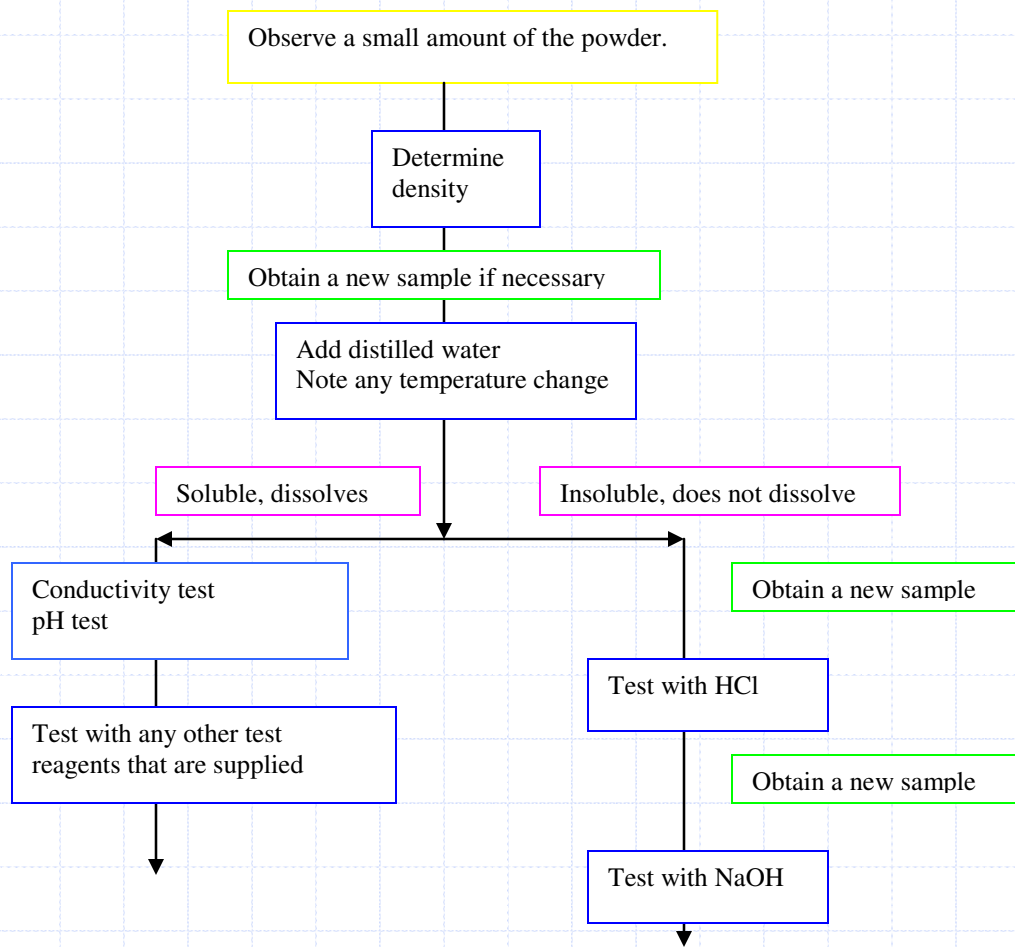 Observe a small amount of the powder.
Determine
density
Obtain a new sample if necessary
Add distilled water
Note any temperature change
Soluble, dissolves
Insoluble, does not dissolve
Conductivity test
pH test
Obtain a new sample
Test with HCl
Test with any other test
reagents that are supplied
Obtain a new sample
Test with NaOH